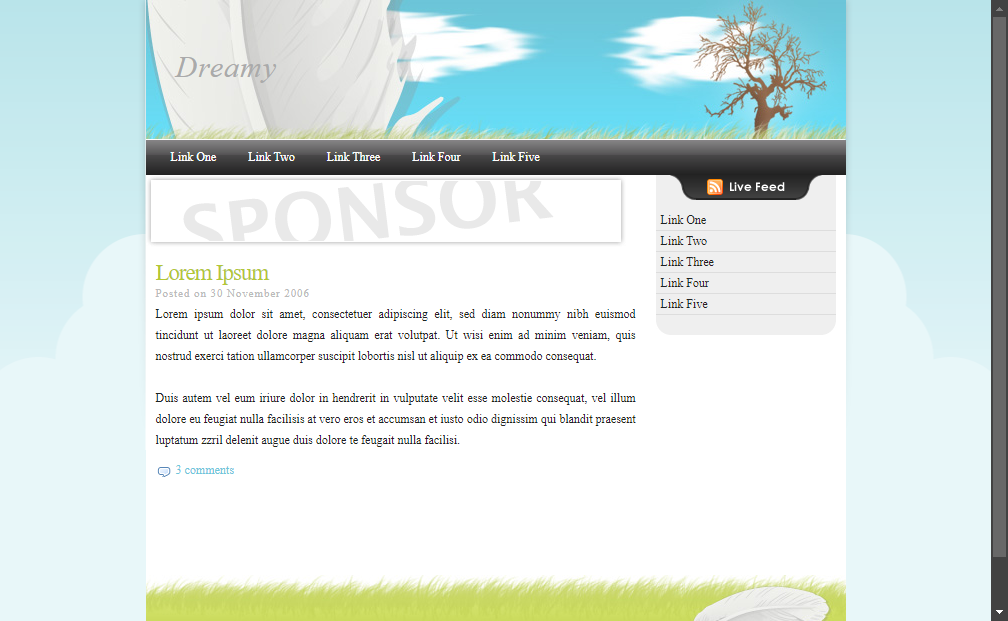 Dreamy
Link One Link Two Link Three Link Four Link Five
SPONSOR
Live Feed
Link One
Link Two
Link Three
Link Four
Link Five
Lorem Ipsum
Posted on 30 November 2006
Lorem ipsum dolor sit amet, consectetuer adipiscing elit, sed diam nonummy nibh euismod
tincidunt ut laoreet dolore magna aliquam erat volutpat. Ut wisi enim ad minim veniam, quis
nostrud exerci tation ullamcorper suscipit lobortis nisl ut aliquip ex ea commodo consequat.
Duis autem vel eum iriure dolor in hendrerit in vulputate velit esse molestie consequat, vel illum
dolore eu feugiat nulla facilisis at vero eros et accumsan et iusto odio dignissim qui blandit praesent
luptatum zzril delenit augue duis dolore te feugait nulla facilisi.
3 comments